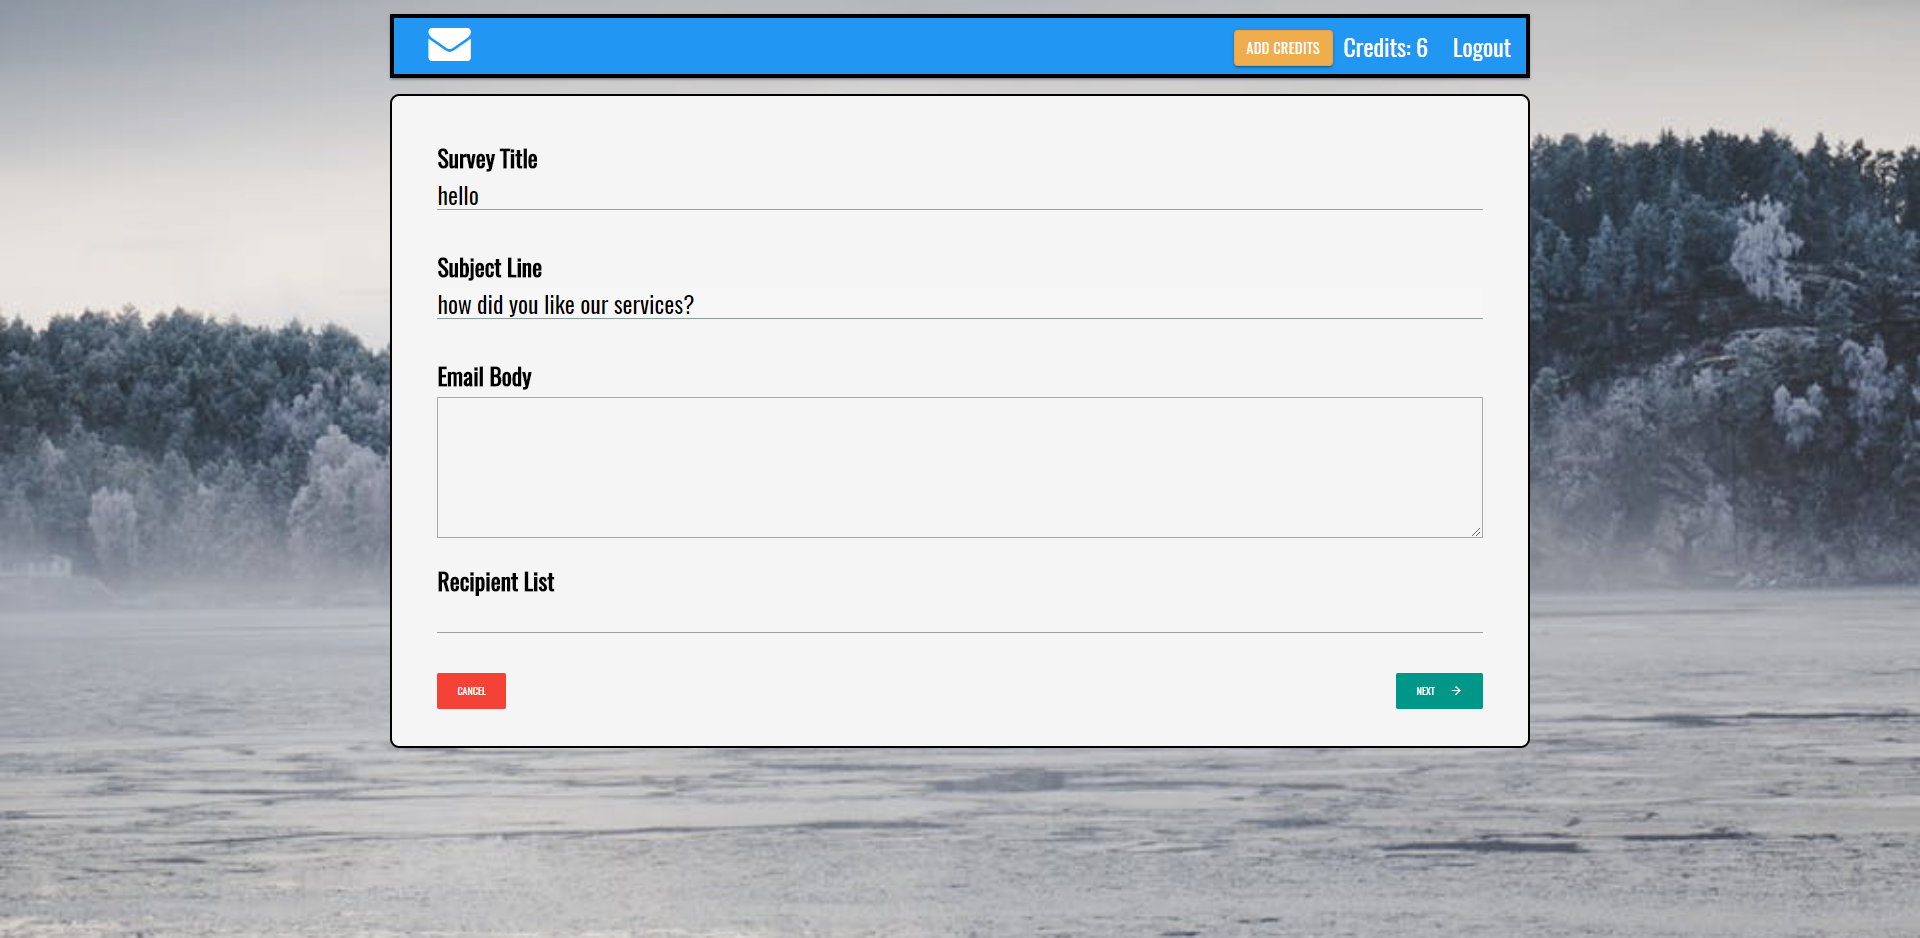 ADD CREDITS Credits: 6 Logout
Survey Title
hello
Subject Line
how did you like our services?
Email Body
Recipient List
CANCEL NEXT